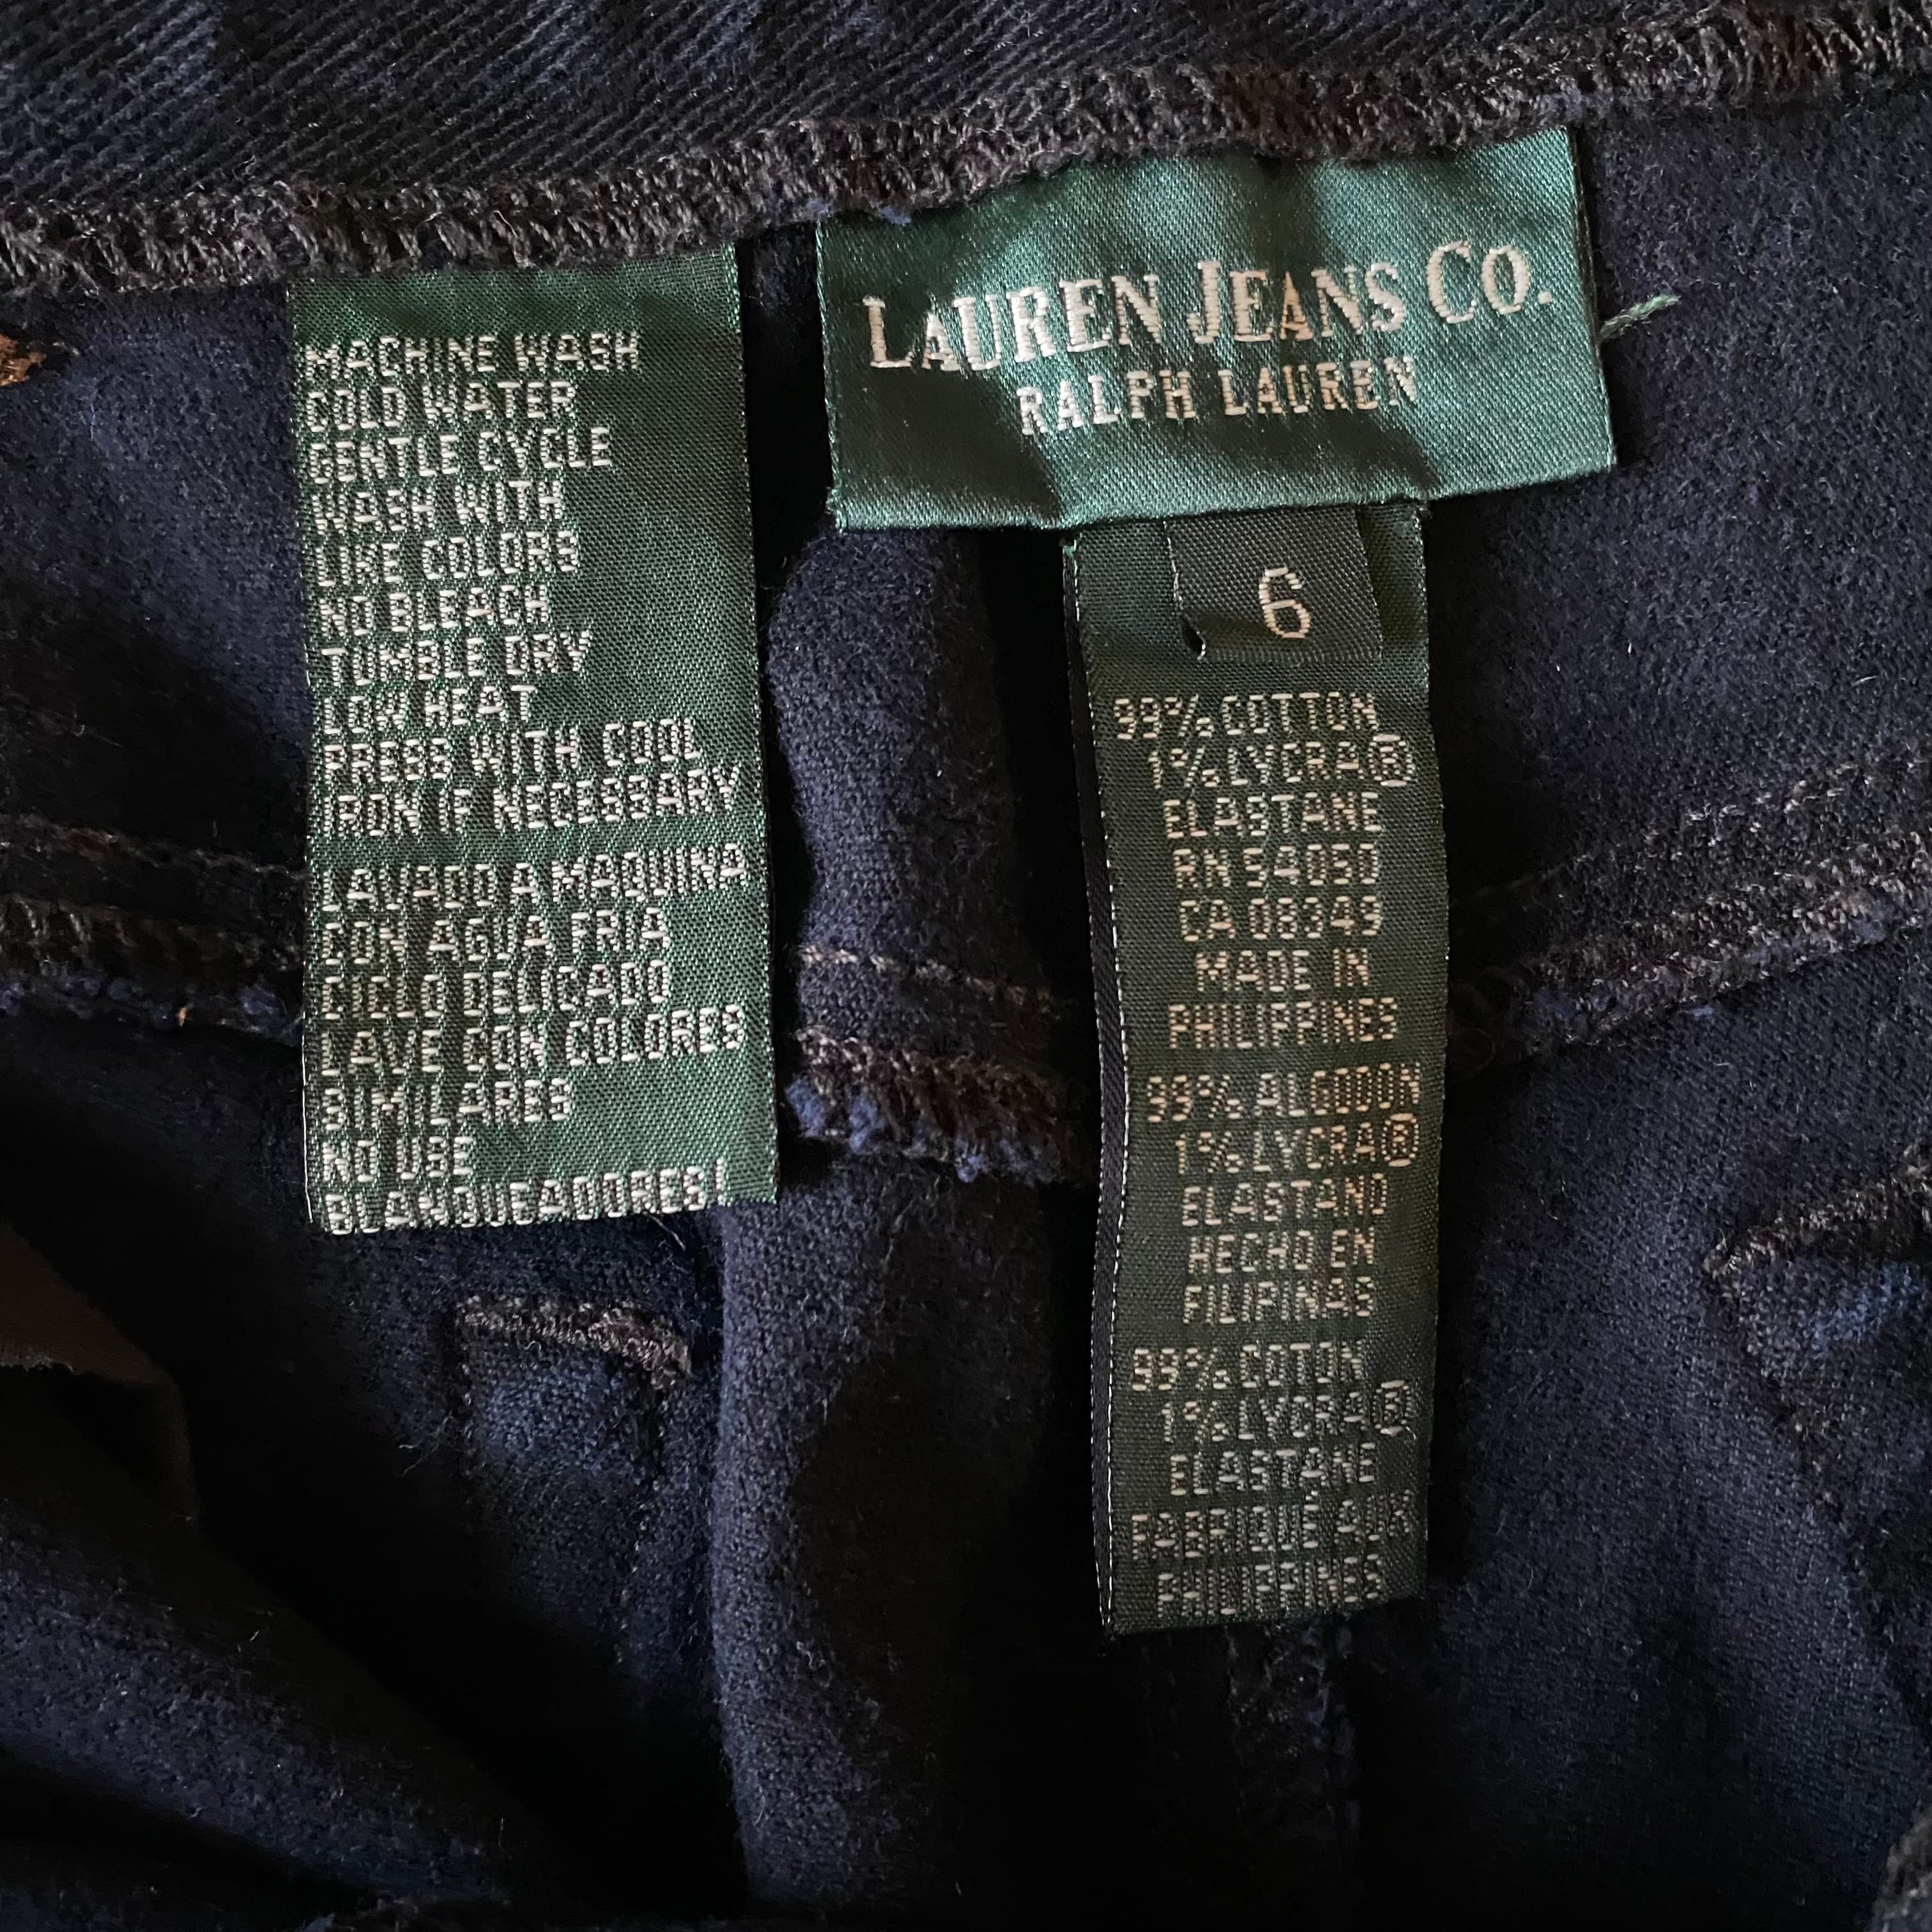 MACHINE WASH
COLD WATER
GENTLE CYCLE
WASH WITH
LIKE COLORS
NO BLEACH
TUMBLE DRY
LOW HEAT
PRESS WITH COOL
IRON IF NECESSARY
LAVADO A MAQUINA
CON AGUA FRIA
CICLO DELICADO
LAVE CON COLORES
SIMILARES
NO USE
BLANQUEADORES!
LAUREN JEANS CO.
RALPH LAUREN
6
99% COTTON
1% LYCRA®
ELASTANE
RN 54050
CA 08349
MADE IN
PHILIPPINES
99% ALGODON
1% LYCRA®
ELASTANO
HECHO EN
FILIPINAS
99% COTON
1% LYCRA®
ELASTANE
FABRIQUÉ AUX
PHILIPPINES